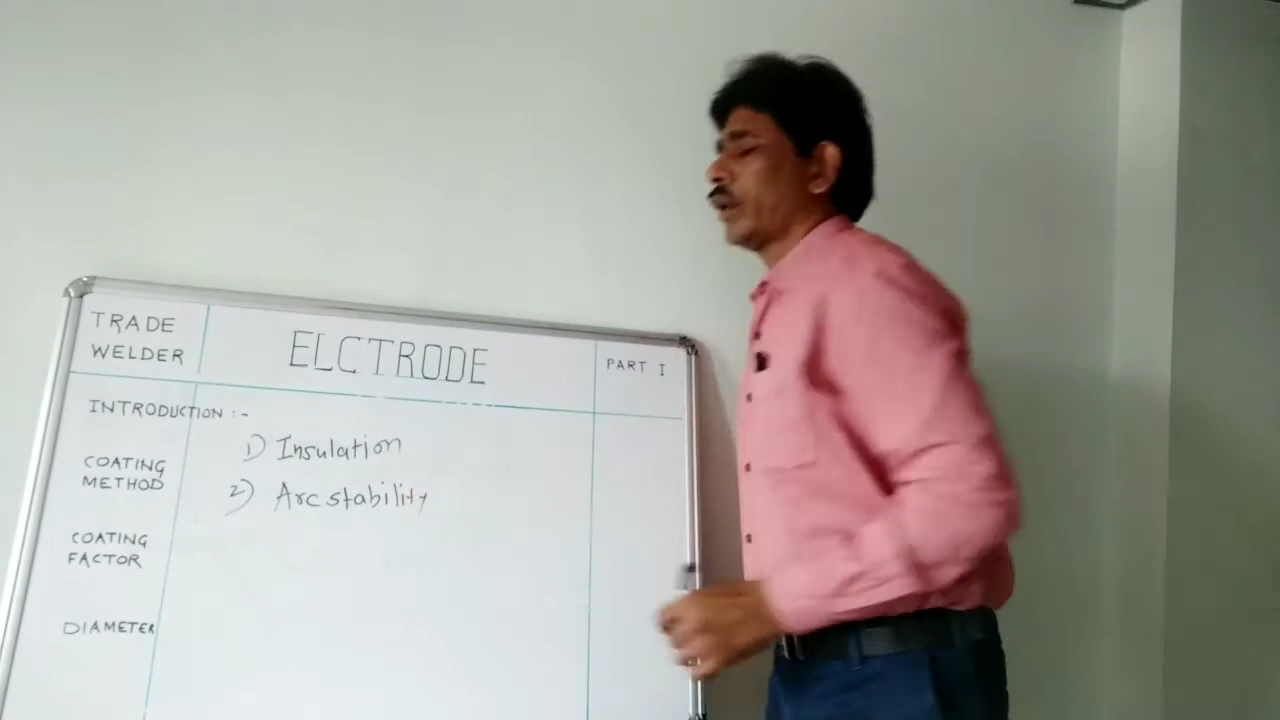 TRADE
WELDER
ELCTRODE
PART I
INTRODUCTION :-
1) Insulation
COATING
METHOD
2) Arc stability
COATING
FACTOR
DIAMETER